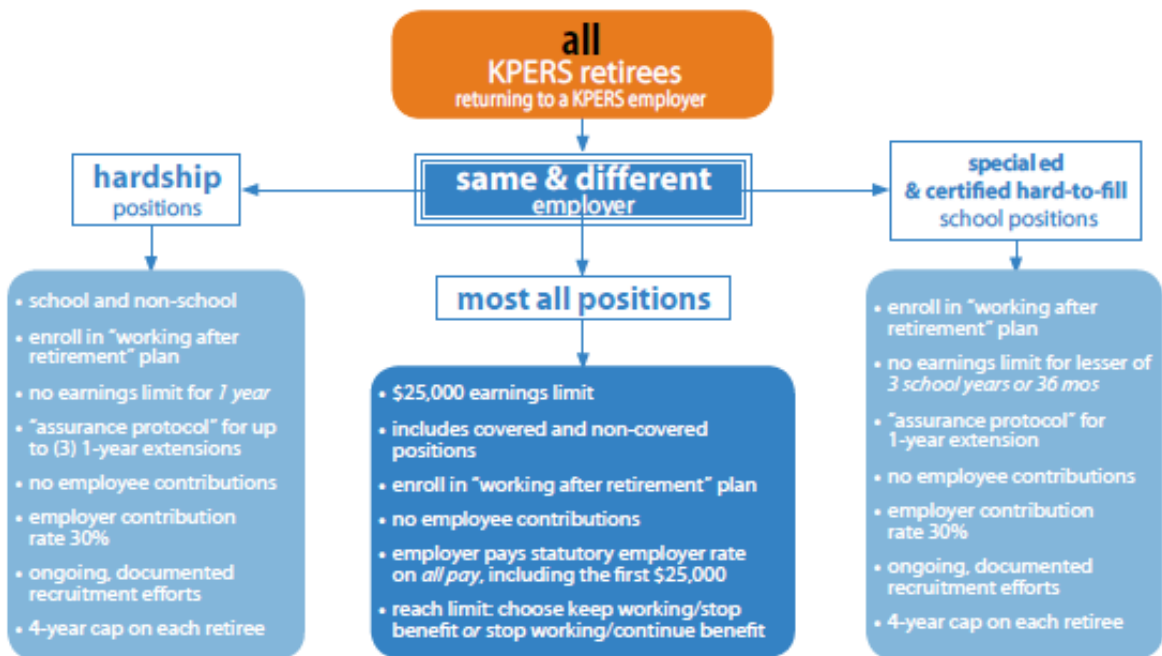 all
KPERS retirees
returning to a KPERS employer
hardship
positions
same & different
employer
special ed
& certified hard-to-fill
school positions
most all positions
• school and non-school
• enroll in "working after
retirement" plan
• no earnings limit for 1 year
• "assurance protocol" for up
to (3) 1-year extensions
• no employee contributions
• employer contribution
rate 30%
• ongoing, documented
recruitment efforts
• 4-year cap on each retiree
• $25,000 earnings limit
• includes covered and non-covered
positions
• enroll in "working after retirement" plan
• no employee contributions
• employer pays statutory employer rate
on all pay, including the first $25,000
• reach limit: choose keep working/stop
benefit or stop working/continue benefit
• enroll in "working after
retirement" plan
• no earnings limit for lesser of
3 school years or 36 mos
• "assurance protocol" for
1-year extension
• no employee contributions
• employer contribution
rate 30%
• ongoing, documented
recruitment efforts
• 4-year cap on each retiree